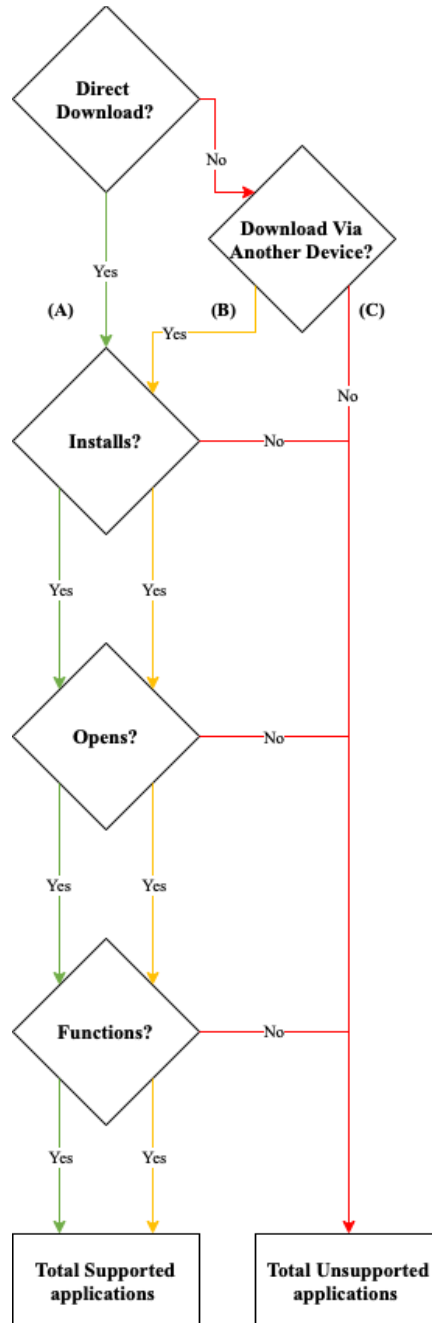 Direct
Download?
No
Download Via
Another Device?
Yes
(A)
(B)
(C)
Yes
No
Installs?
No
Yes
Yes
Opens?
No
Yes
Yes
Functions?
No
Yes
Yes
Total Supported
applications
Total Unsupported
applications